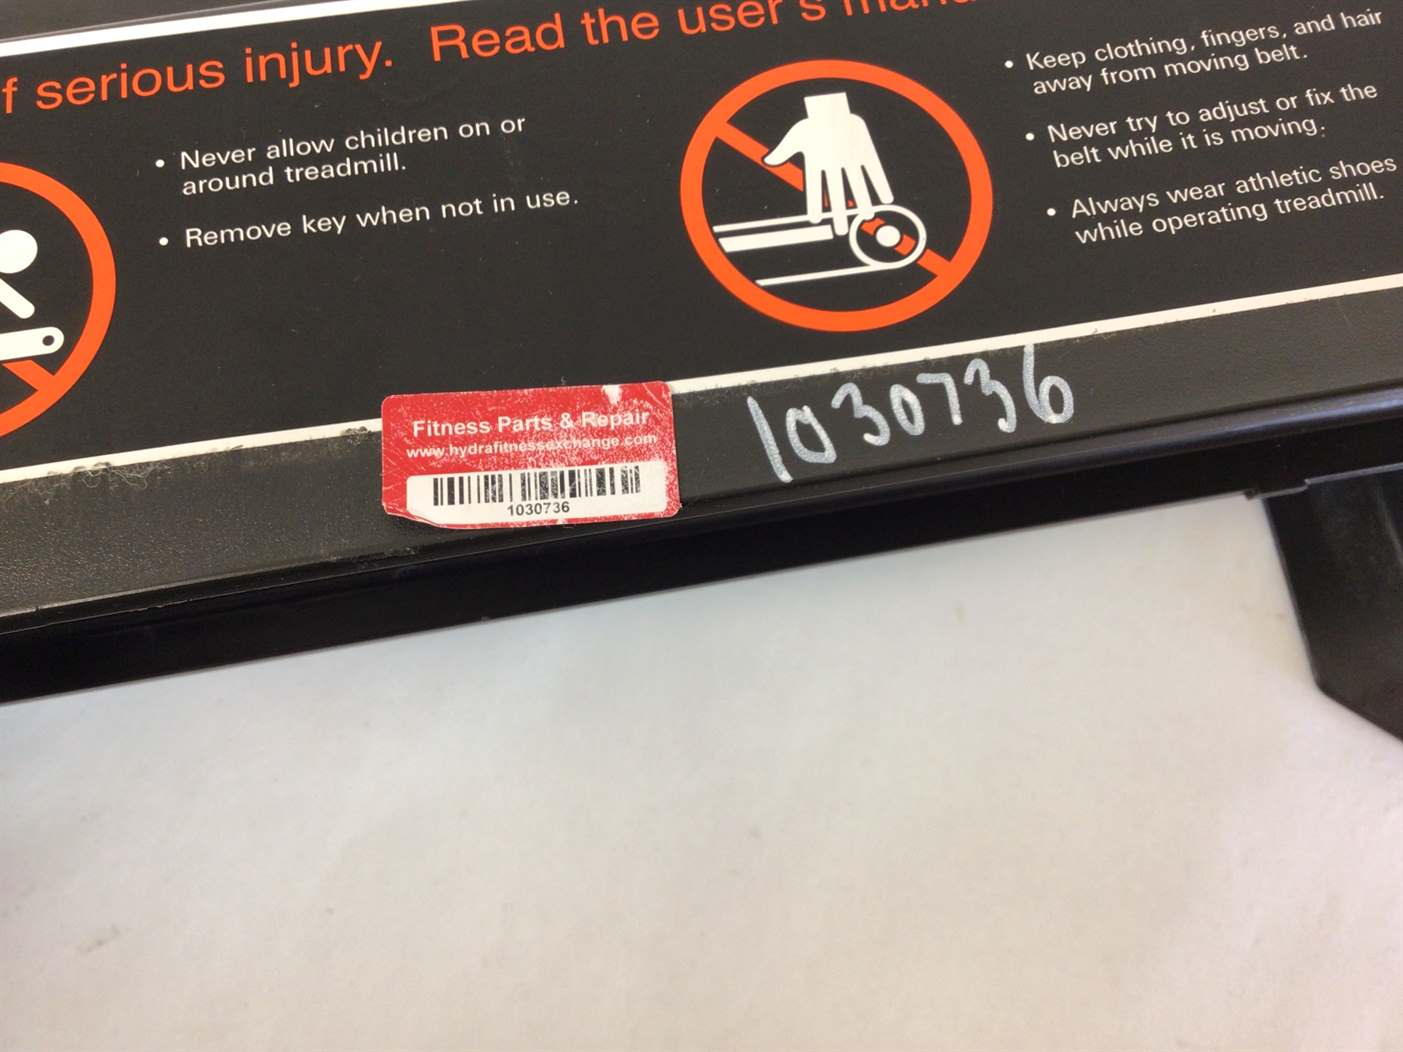 f serious injury. Read the user's
• Never allow children on or
around treadmill.
• Remove key when not in use.
• Keep clothing, fingers, and hair
away from moving belt.
• Never try to adjust or fix the
belt while it is moving.
• Always wear athletic shoes
while operating treadmill.
Fitness Parts & Repair
www.hydrafitnessexchange.com
1030736
1030736